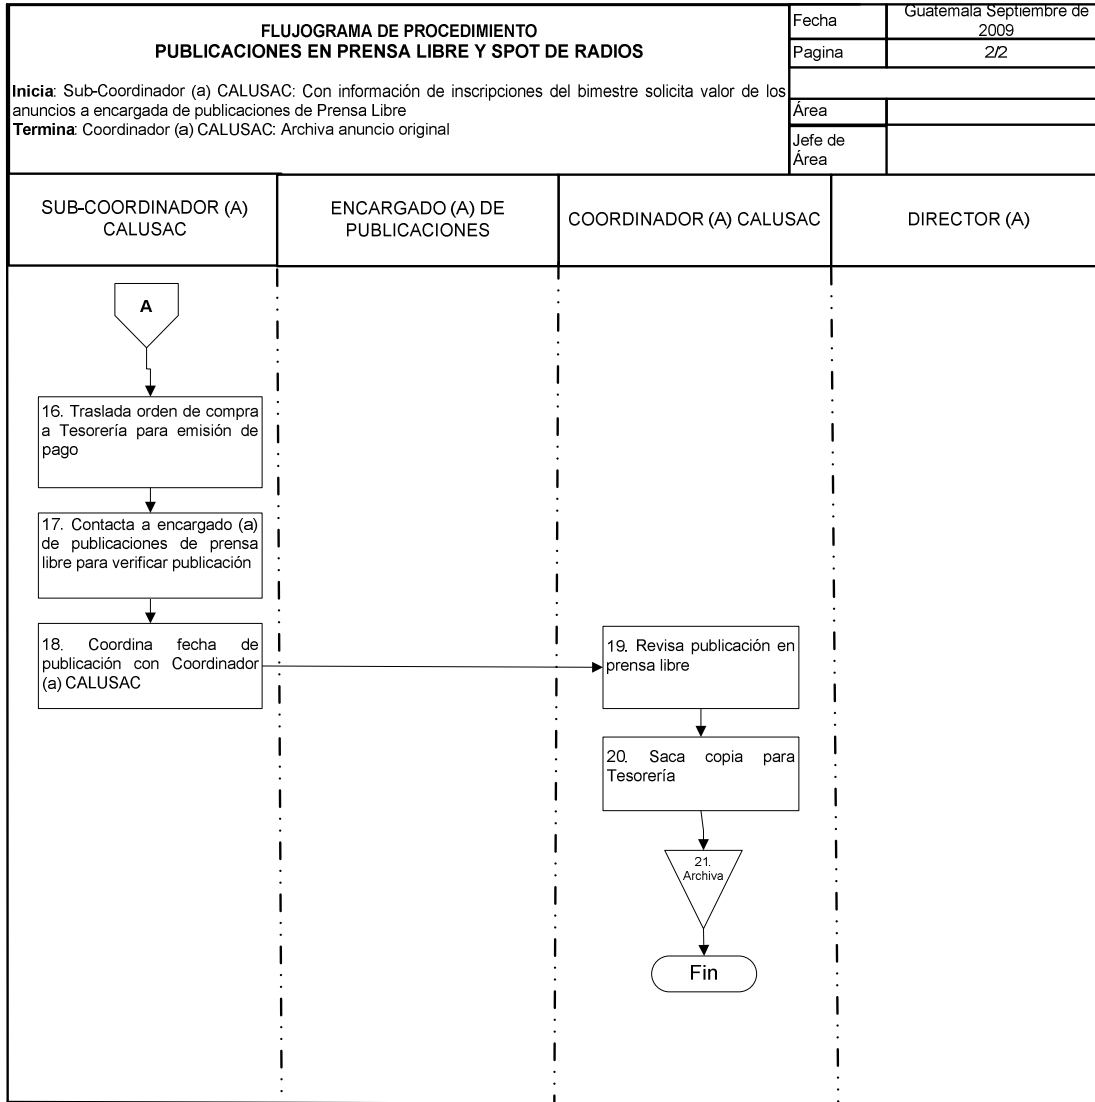 FLUJOGRAMA DE PROCEDIMIENTO
PUBLICACIONES EN PRENSA LIBRE Y SPOT DE RADIOS
Inicia: Sub-Coordinador (a) CALUSAC: Con información de inscripciones del bimestre solicita valor de los
anuncios a encargada de publicaciones de Prensa Libre
Termina: Coordinador (a) CALUSAC: Archiva anuncio original
Fecha
Guatemala Septiembre de
2009
Pagina
2/2
Área
Jefe de
Área
SUB-COORDINADOR (A)
CALUSAC
ENCARGADO (A) DE
PUBLICACIONES
COORDINADOR (A) CALUSAC
DIRECTOR (A)
A
16. Traslada orden de compra
a Tesorería para emisión de
pago
17. Contacta a encargado (a)
de publicaciones de prensa
libre para verificar publicación
18. Coordina fecha de
publicación con Coordinador
(a) CALUSAC
19. Revisa publicación en
prensa libre
20. Saca copia para
Tesorería
21.
Archiva
Fin